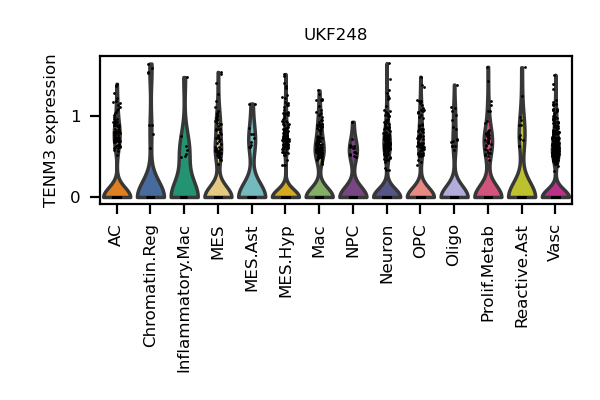 UKF248
TENM3 expression
1
0
AC
Chromatin.Reg
Inflammatory.Mac
MES
MES.Ast
MES.Hyp
Mac
NPC
Neuron
OPC
Oligo
Prolif.Metab
Reactive.Ast
Vasc